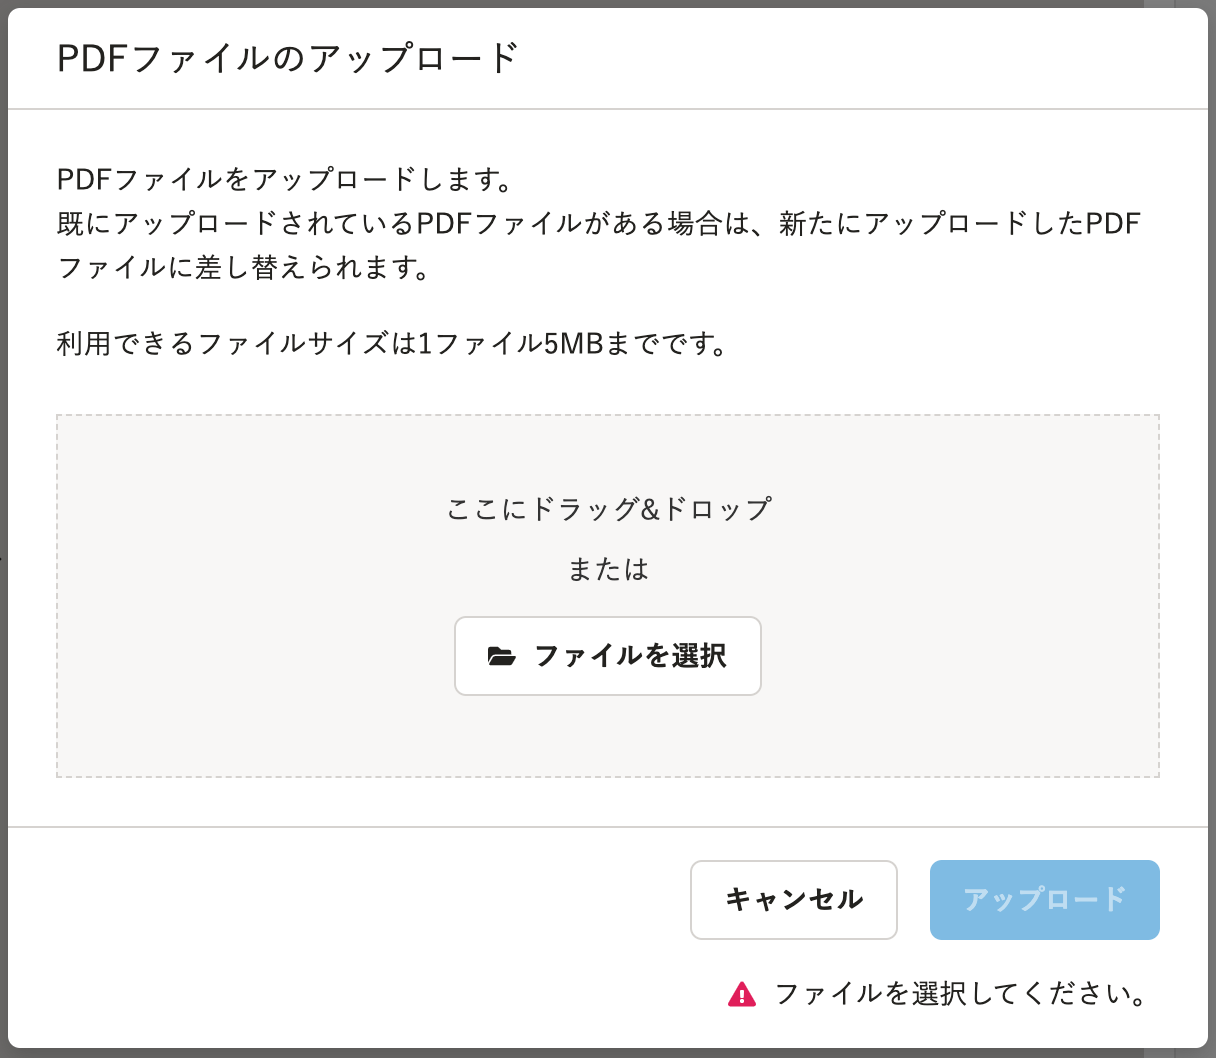 PDFファイルのアップロード
PDFファイルをアップロードします。
既にアップロードされているPDFファイルがある場合は、新たにアップロードしたPDF
ファイルに差し替えられます。
利用できるファイルサイズは1ファイル5MBまでです。
ここにドラッグ&ドロップ
または
ファイルを選択
キャンセル
アップロード
ファイルを選択してください。